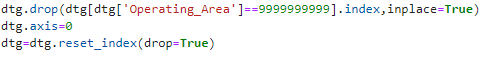 dtg.drop(dtg[dtg['Operating_Area']==9999999999].index,inplace=True)
dtg.axis=0
dtg=dtg.reset_index(drop=True)